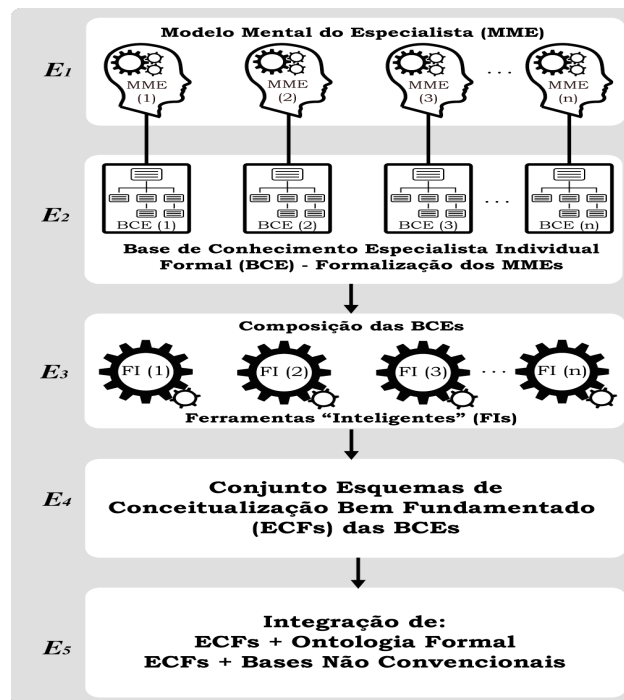 Modelo Mental do Especialista (MME)
E1
MME (1)
MME (2)
MME (3)
...
MME (n)
E2
BCE (1)
BCE (2)
BCE (3)
...
BCE (n)
Base de Conhecimento Especialista Individual
Formal (BCE) - Formalização dos MMEs
Composição das BCEs
E3
FI (1)
FI (2)
FI (3)
...
FI (n)
Ferramentas “Inteligentes” (FIs)
E4
Conjunto Esquemas de
Conceitualização Bem Fundamentado
(ECFs) das BCEs
E5
Integração de:
ECFs + Ontologia Formal
ECFs + Bases Não Convencionais